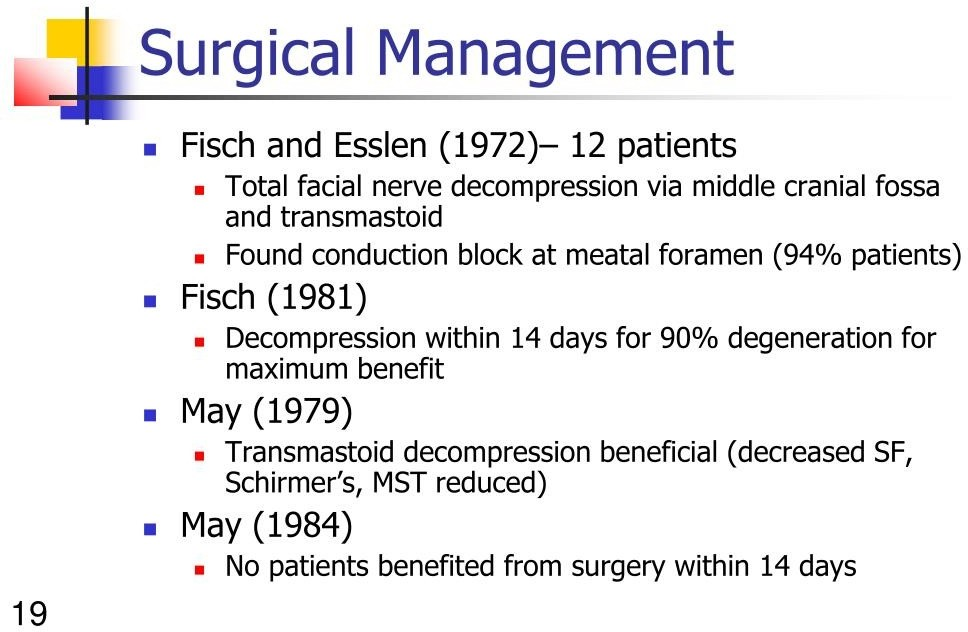 Surgical Management
Fisch and Esslen (1972)– 12 patients
Total facial nerve decompression via middle cranial fossa
and transmastoid
Found conduction block at meatal foramen (94% patients)
Fisch (1981)
Decompression within 14 days for 90% degeneration for
maximum benefit
May (1979)
Transmastoid decompression beneficial (decreased SF,
Schirmer’s, MST reduced)
May (1984)
No patients benefited from surgery within 14 days
19